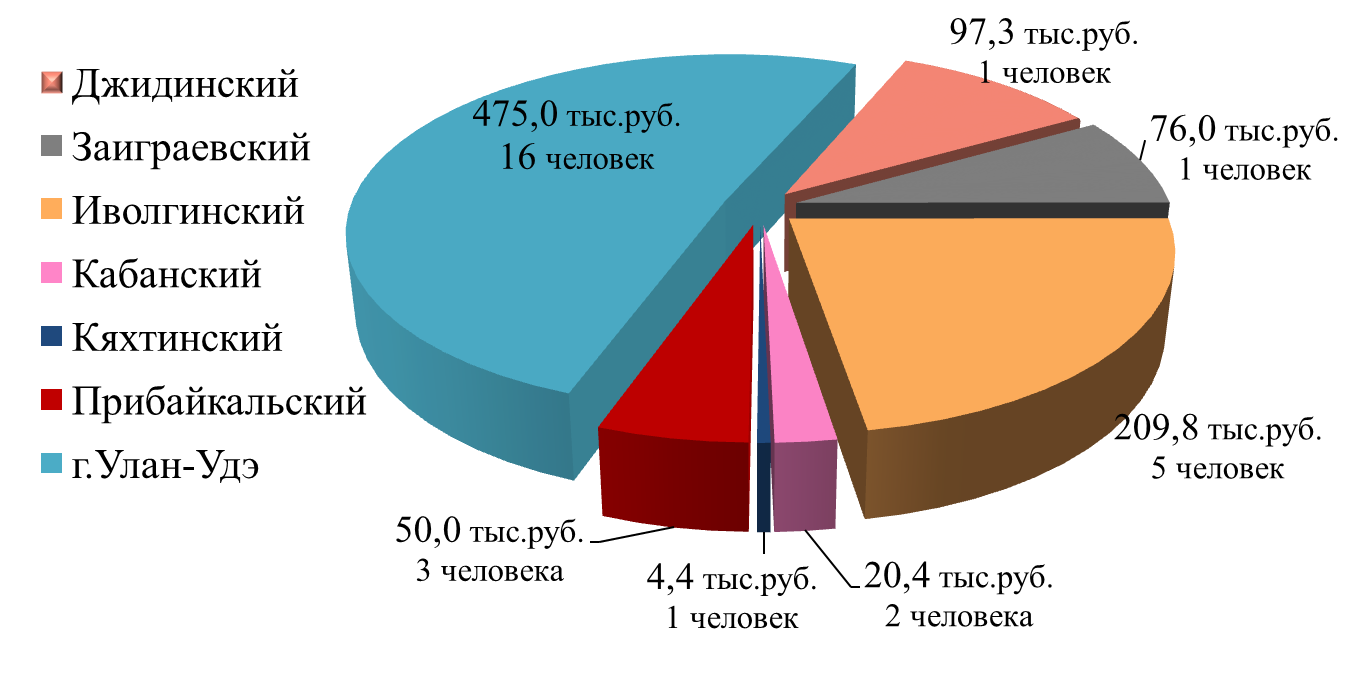 Джидинский
Заиграевский
Иволгинский
Кабанский
Кяхтинский
Прибайкальский
г.Улан-Удэ
475,0 тыс.руб.
16 человек
97,3 тыс.руб.
1 человек
76,0 тыс.руб.
1 человек
209,8 тыс.руб.
5 человек
20,4 тыс.руб.
2 человека
4,4 тыс.руб.
1 человек
50,0 тыс.руб.
3 человека